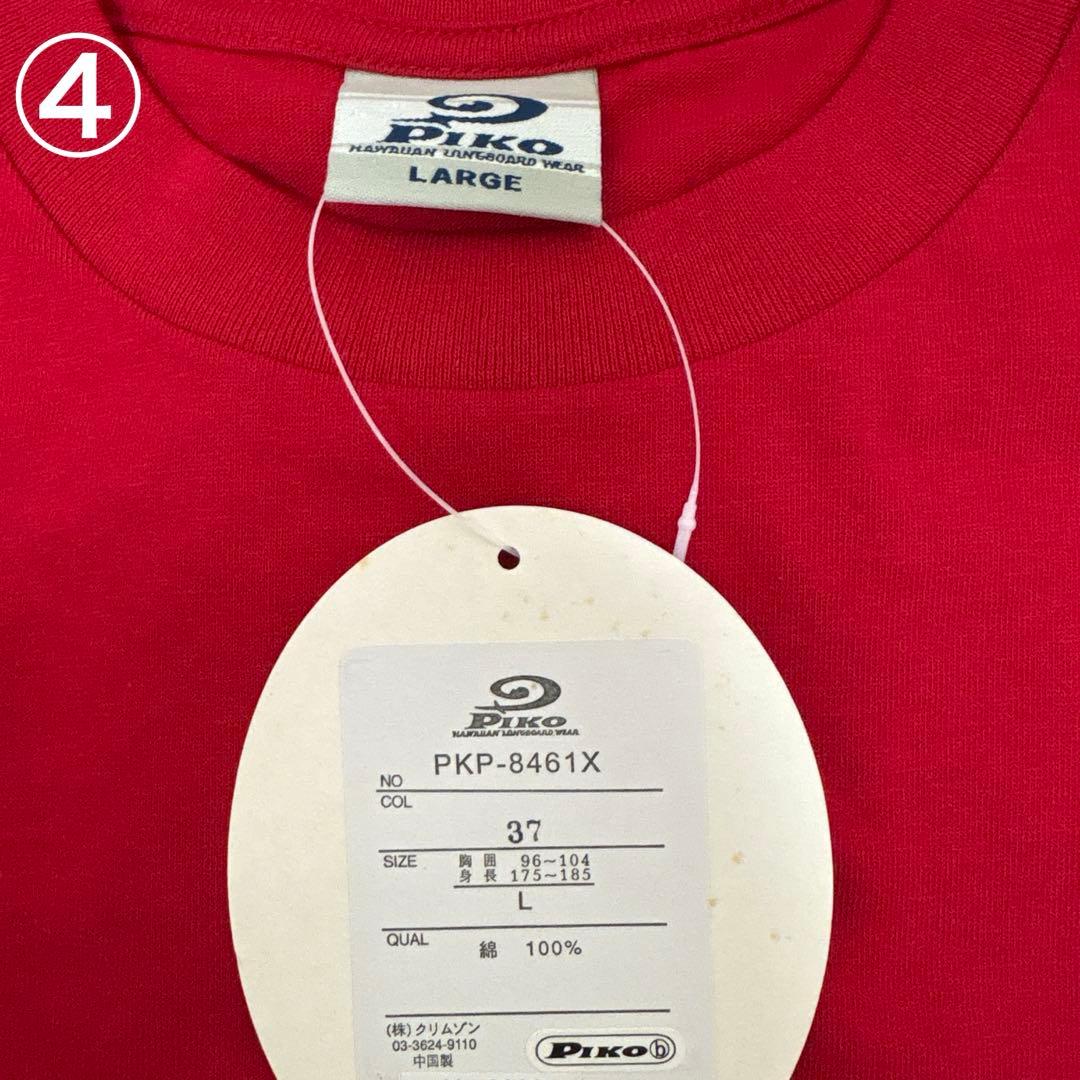 ④
PIKO
HAWAIIAN LONGBOARD WEAR
LARGE
PIKO
HAWAIIAN LONGBOARD WEAR
NO PKP-8461X
COL
37
SIZE 胸囲 96~104
身長 175~185
L
QUAL 綿 100%
(株)クリムゾン
03-3624-9110
中国製
PIKO b